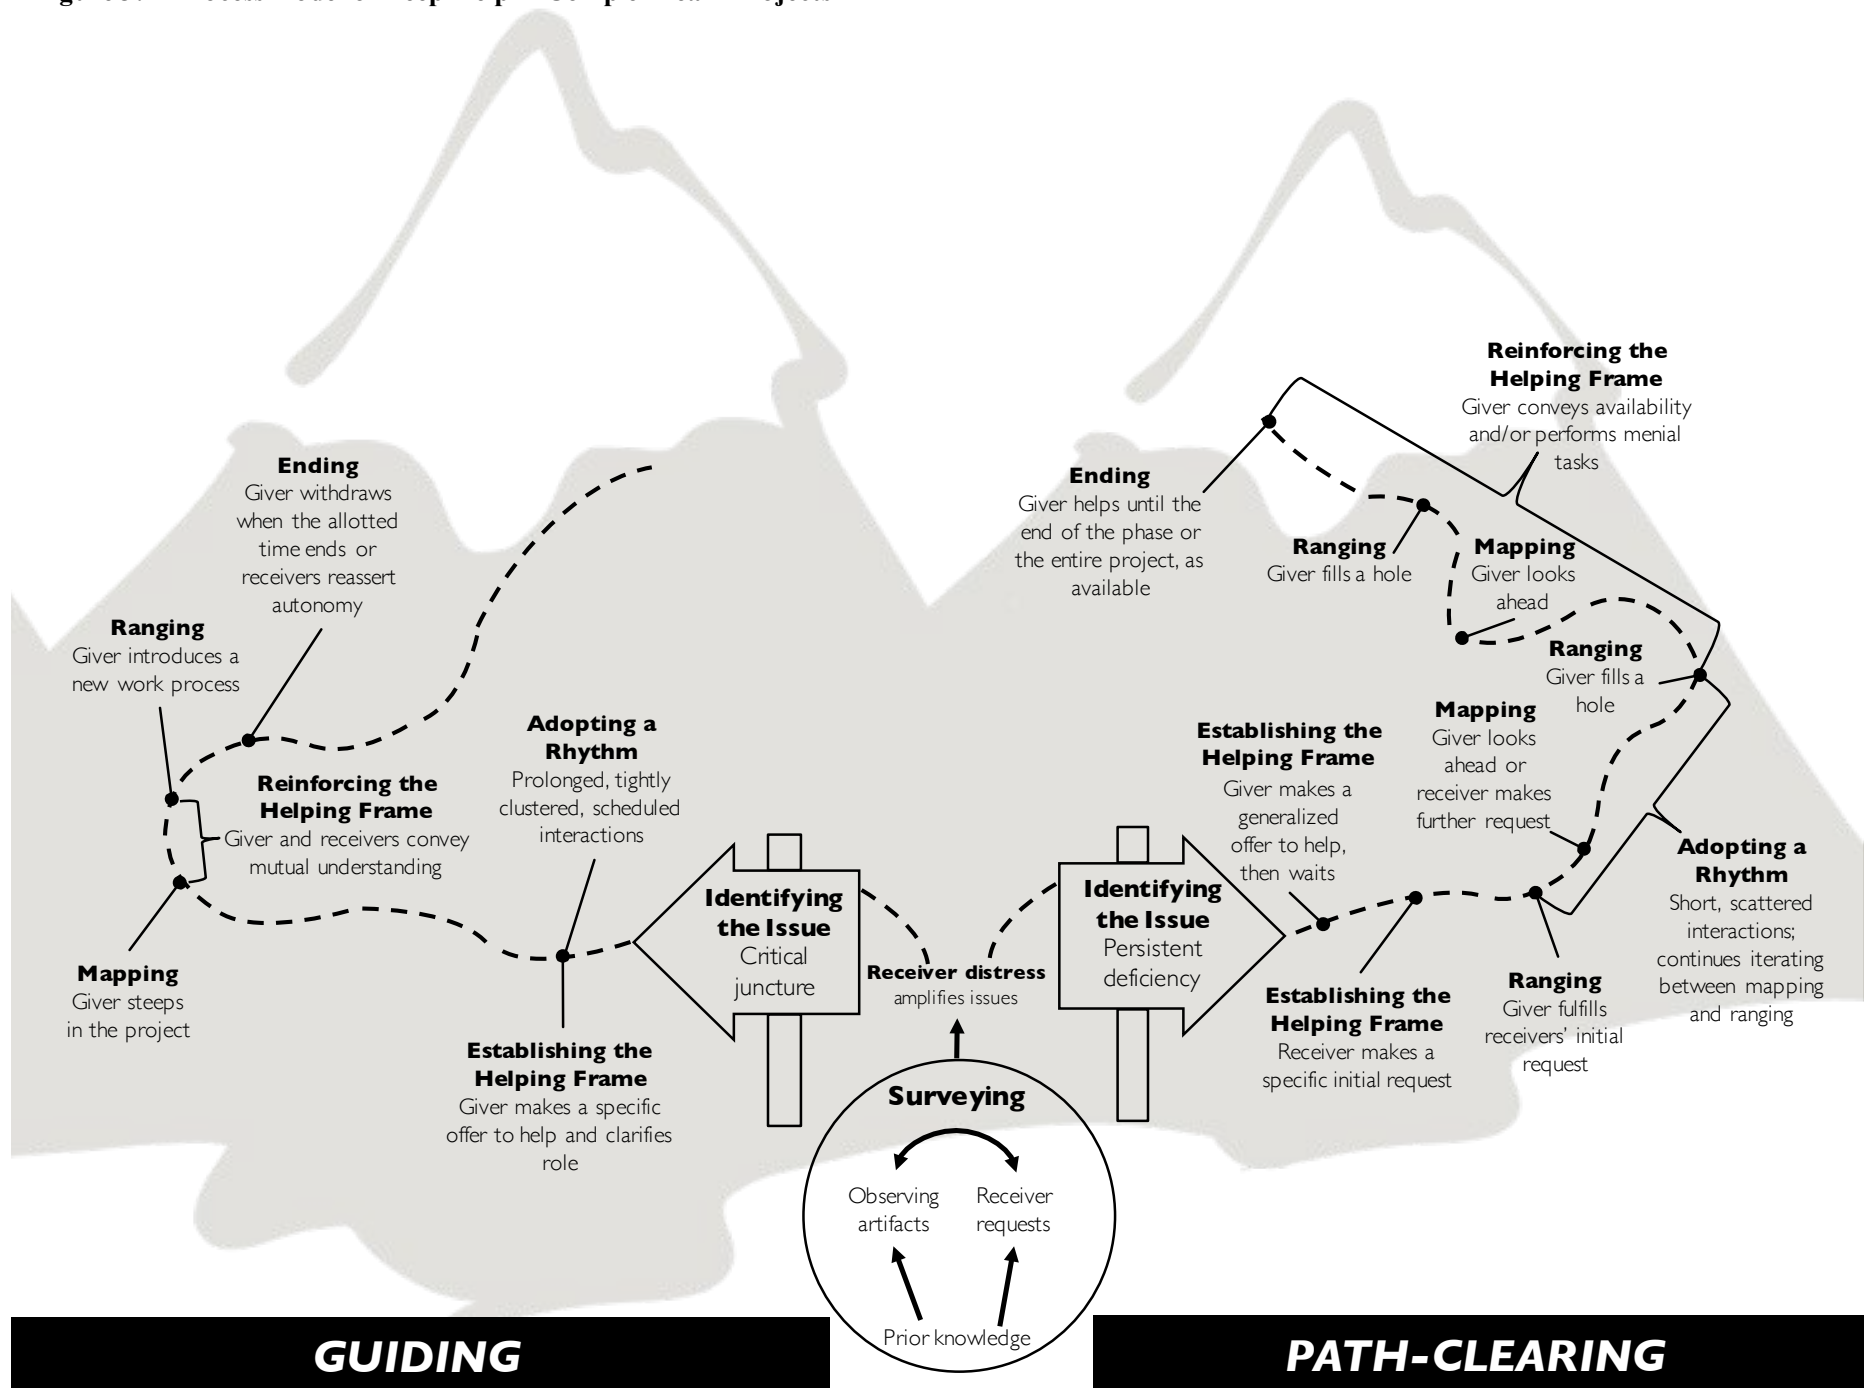 Reinforcing the
Helping Frame
Giver conveys availability
and/or performs menial
tasks
Ending
Giver withdraws
when the allotted
time ends or
receivers reassert
autonomy
Ending
Giver helps until the
end of the phase or
the entire project, as
available
Ranging
Giver fills a hole
Mapping
Giver looks
ahead
Ranging
Giver introduces a
new work process
Ranging
Giver fills a
hole
Mapping
Giver looks
ahead or
receiver makes
further request
Adopting a
Rhythm
Prolonged, tightly
clustered, scheduled
interactions
Establishing the
Helping Frame
Giver makes a
generalized
offer to help,
then waits
Reinforcing the
Helping Frame
Giver and receivers convey
mutual understanding
Adopting a
Rhythm
Short, scattered
interactions;
continues iterating
between mapping
and ranging
Identifying
the Issue
Critical
juncture
Identifying
the Issue
Persistent
deficiency
Mapping
Giver steeps
in the project
Receiver distress
amplifies issues
Ranging
Giver fulfills
receivers' initial
request
Establishing the
Helping Frame
Receiver makes a
specific initial request
Establishing the
Helping Frame
Giver makes a specific
offer to help and clarifies
role
Surveying
Observing
artifacts
Receiver
requests
Prior knowledge
GUIDING
PATH-CLEARING